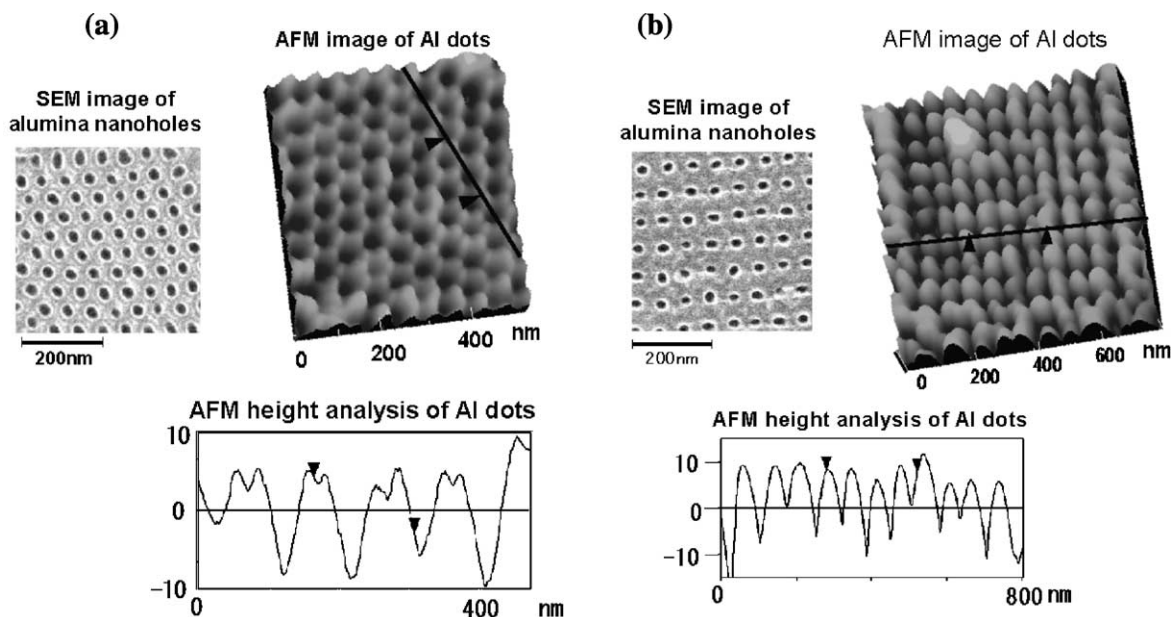 (a)
AFM image of Al dots
SEM image of
alumina nanoholes
200nm
0
200
400
nm
AFM height analysis of Al dots
10
0
-10
0
400
nm
(b)
AFM image of Al dots
SEM image of
alumina nanoholes
200nm
0
200
400
600
nm
AFM height analysis of Al dots
10
0
-10
0
800
nm